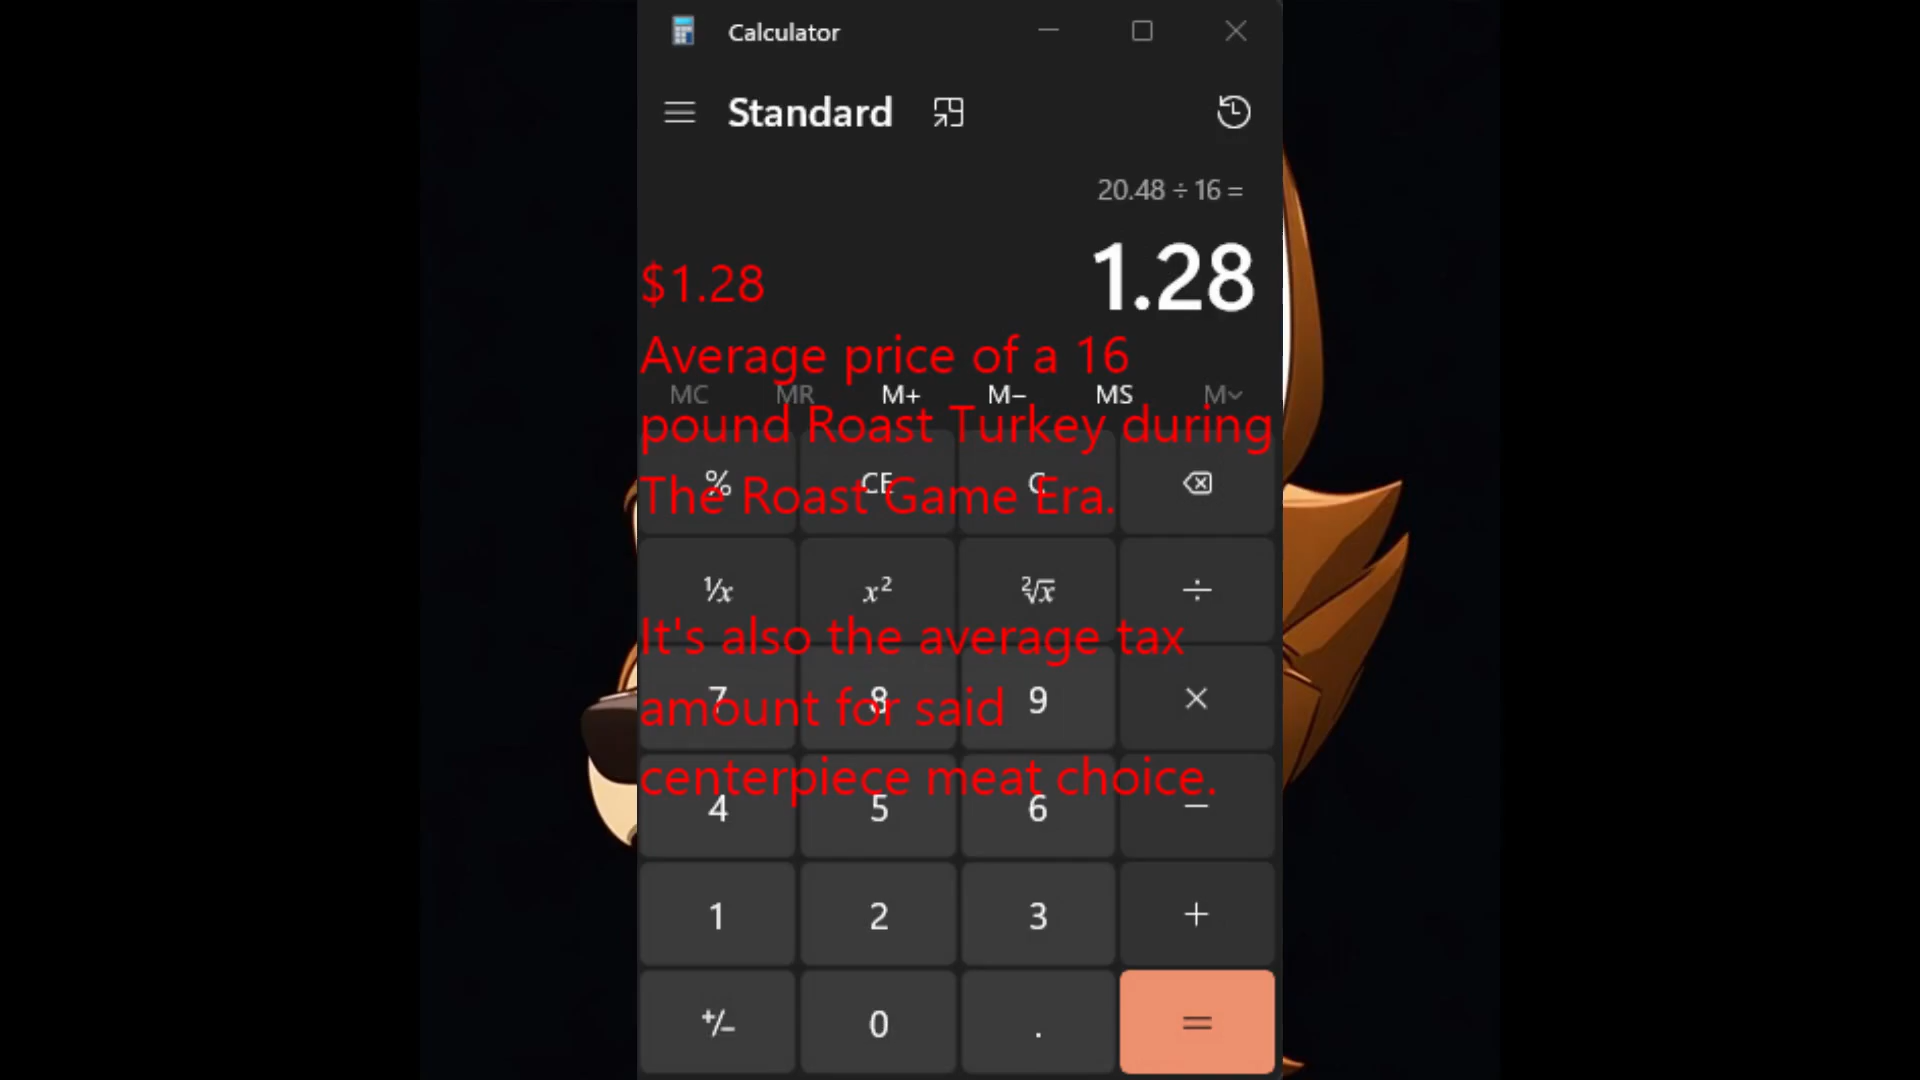 Calculator
Standard
20.48 ÷ 16 =
1.28
$1.28
Average price of a 16
MC MR M+ M− MS M
pound Roast Turkey during
% CE C
The Roast Game Era.
¹/x x² ²√x ÷
It's also the average tax
7 8 9 ×
amount for said
centerpiece meat choice.
4 5 6 −
1 2 3 +
+/− 0 . =